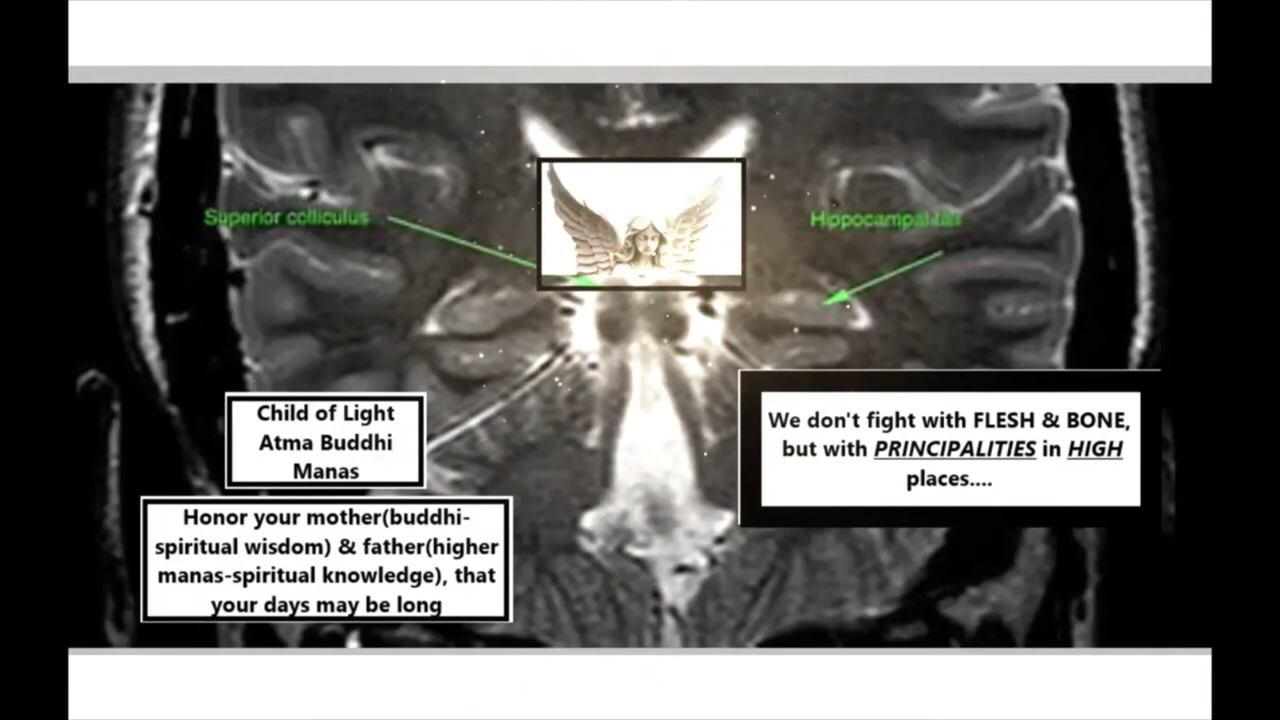 Superior colliculus
Hippocampal tail
Child of Light
Atma Buddhi
Manas
We don't fight with FLESH & BONE,
but with PRINCIPALITIES in HIGH
places....
Honor your mother(buddhi-
spiritual wisdom) & father(higher
manas-spiritual knowledge), that
your days may be long